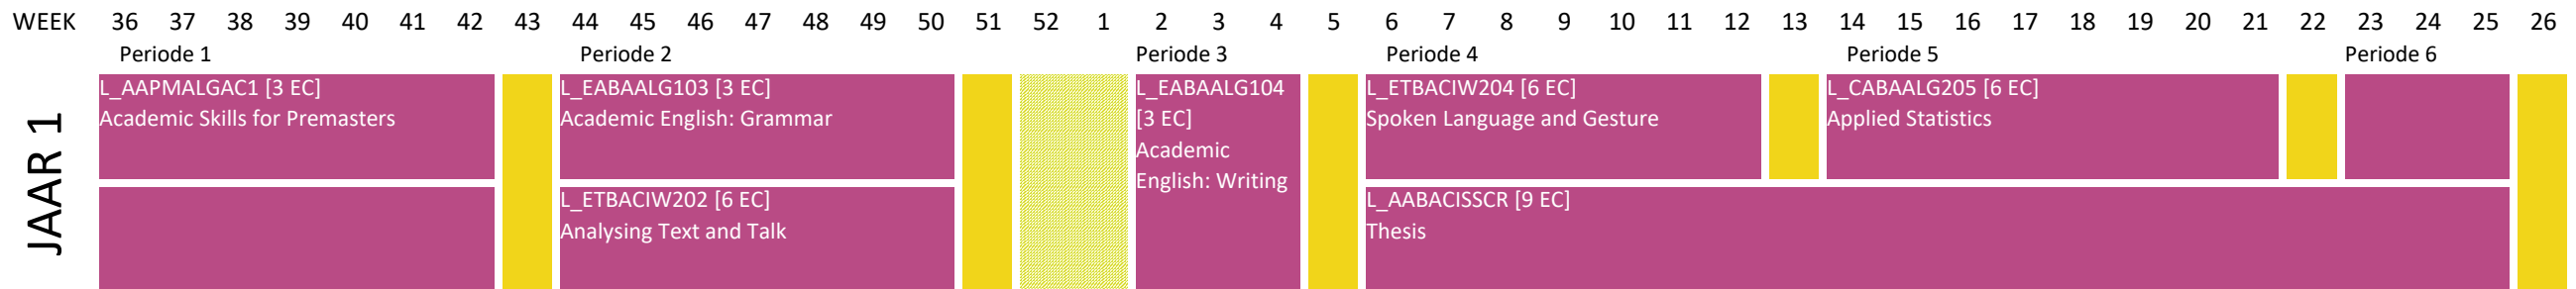 WEEK 36 37 38 39 40 41 42 43 44 45 46 47 48 49 50 51 52 1 2 3 4 5 6 7 8 9 10 11 12 13 14 15 16 17 18 19 20 21 22 23 24 25 26
Periode 1 Periode 2 Periode 3 Periode 4 Periode 5 Periode 6
JAAR 1
L_AAPMALGAC1 [3 EC]
Academic Skills for Premasters
L_EABAALG103 [3 EC]
Academic English: Grammar
L_ETBACIW202 [6 EC]
Analysing Text and Talk
L_EABAALG104
[3 EC]
Academic
English: Writing
L_ETBACIW204 [6 EC]
Spoken Language and Gesture
L_CABAALG205 [6 EC]
Applied Statistics
L_AABACISSCR [9 EC]
Thesis